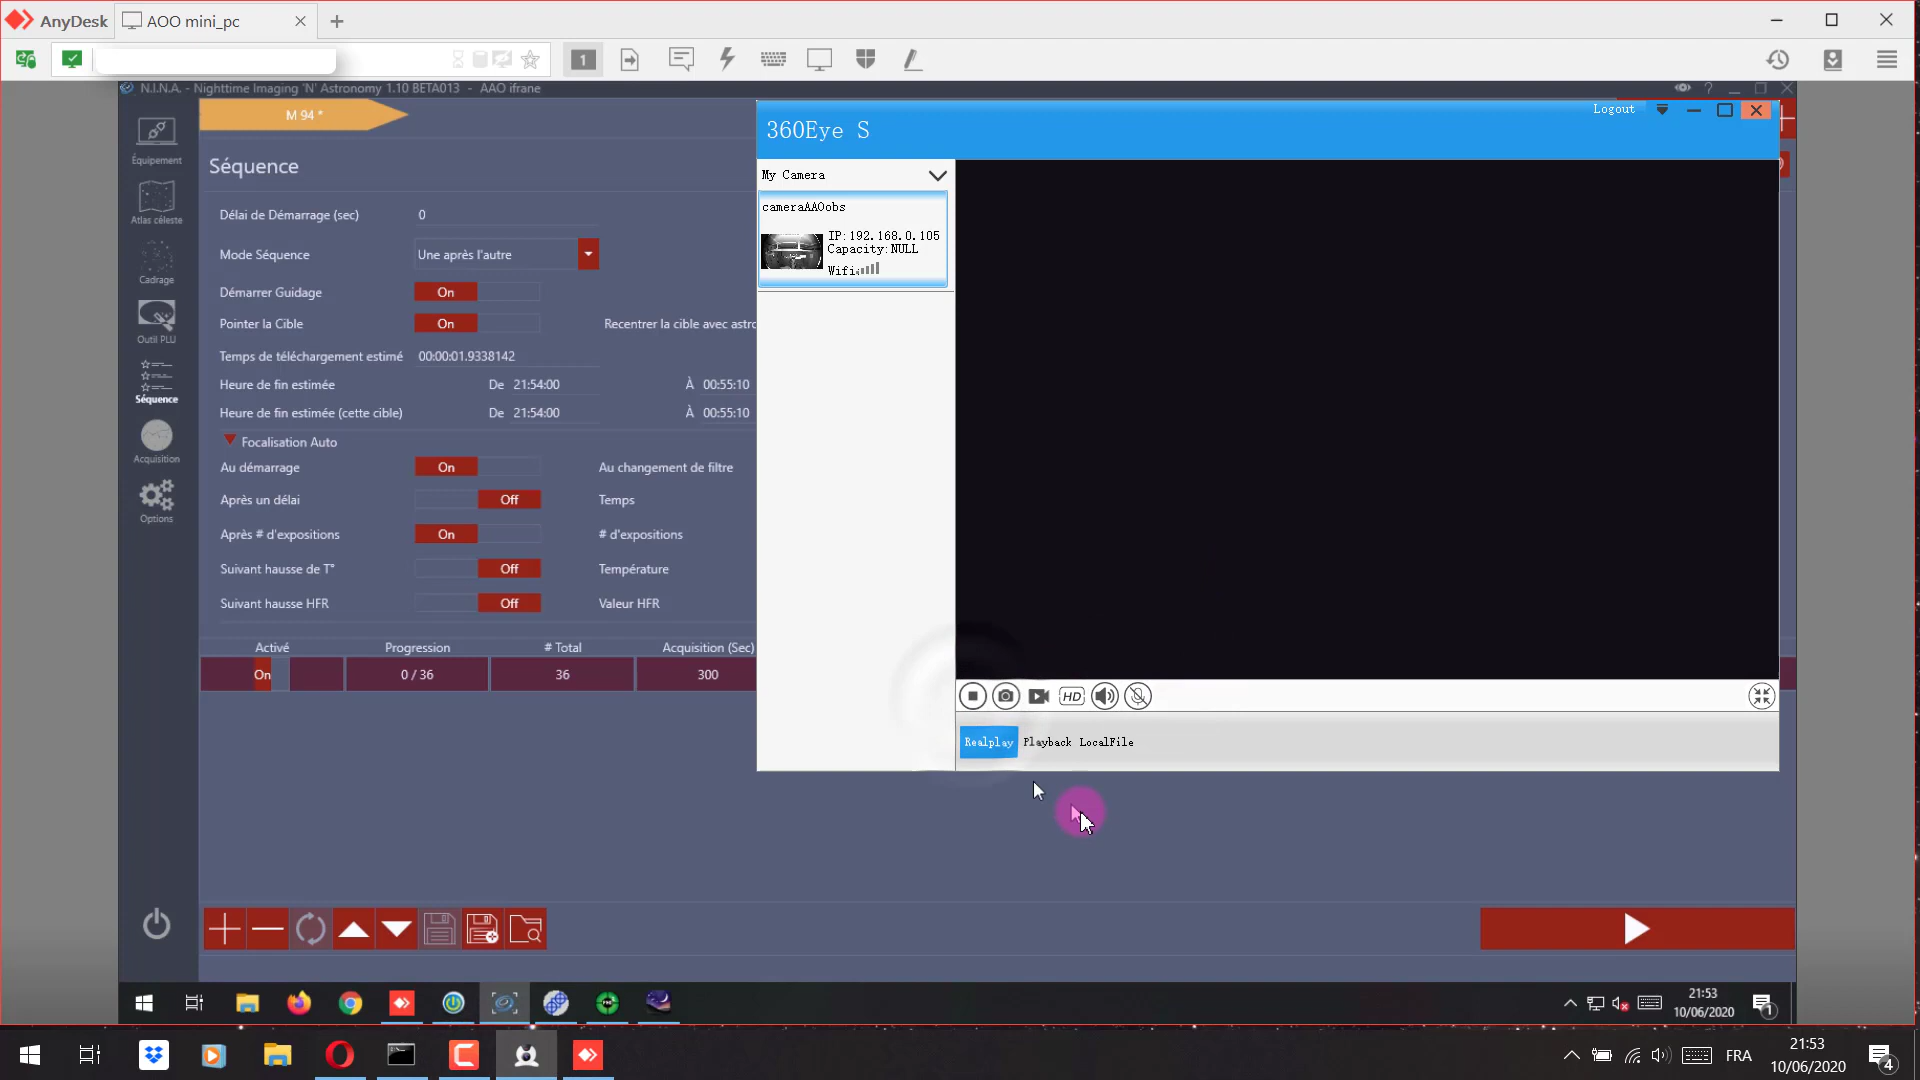 AnyDesk
AOO mini_pc
1
N.I.N.A. - Nighttime Imaging 'N' Astronomy 1.10 BETA013 - AAO ifrane
?
M 94 *
Équipement
Atlas céleste
Cadrage
Outil PLU
Séquence
Acquisition
Options
Séquence
Délai de Démarrage (sec) 0
Mode Séquence Une après l'autre
Démarrer Guidage On
Pointer la Cible On Recentrer la cible avec astro
Temps de téléchargement estimé 00:00:01.9338142
Heure de fin estimée De 21:54:00 À 00:55:10
Heure de fin estimée (cette cible) De 21:54:00 À 00:55:10
Focalisation Auto
Au démarrage On Au changement de filtre
Après un délai Off Temps
Après # d'expositions On # d'expositions
Suivant hausse de T° Off Température
Suivant hausse HFR Off Valeur HFR
Activé Progression # Total Acquisition (Sec)
On 0 / 36 36 300
Logout
360Eye S
My Camera
cameraAAOobs
IP:192.168.0.105
Capacity:NULL
Wifi:
HD
Realplay Playback LocalFile
21:53
10/06/2020
1
FRA
21:53
10/06/2020
4